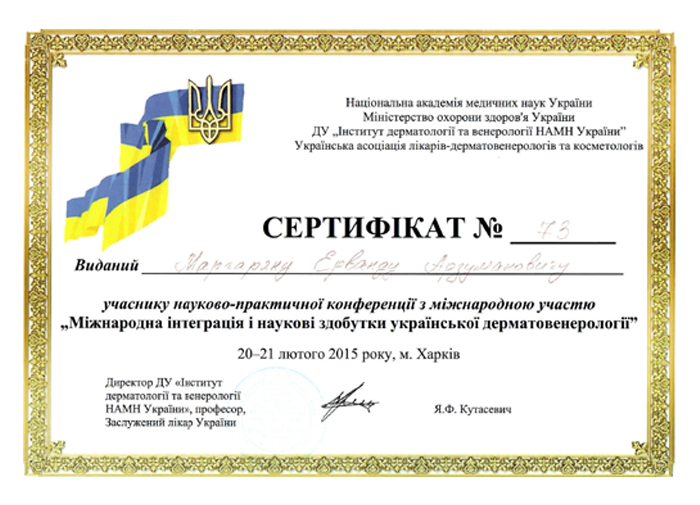 Національна академія медичних наук України
Міністерство охорони здоров'я України
ДУ „Інститут дерматології та венерології НАМН України”
Українська асоціація лікарів-дерматовенерологів та косметологів
СЕРТИФІКАТ № 73
Виданий Маргаряну Ерванду Арзумановичу
учаснику науково-практичної конференції з міжнародною участю
„Міжнародна інтеграція і наукові здобутки української дерматовенерології”
20–21 лютого 2015 року, м. Харків
Директор ДУ «Інститут
дерматології та венерології
НАМН України», професор,
Заслужений лікар України
Я.Ф. Кутасевич